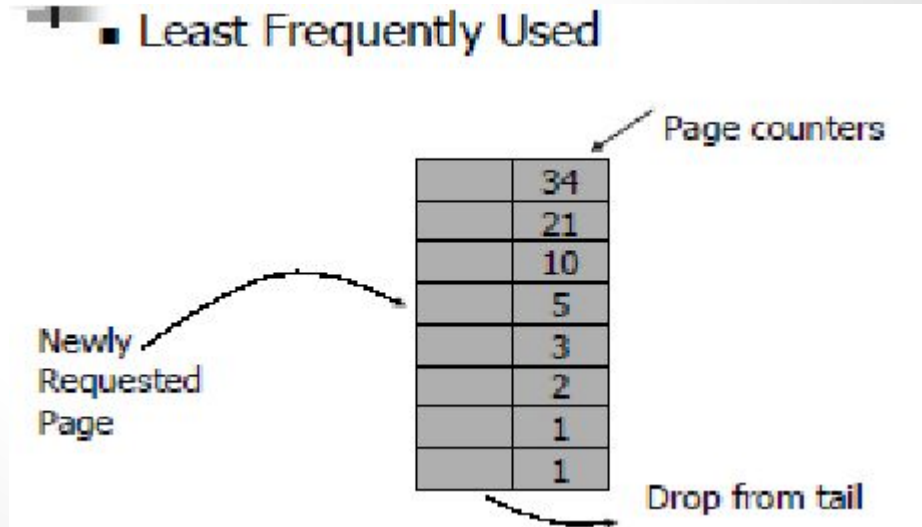 ▪ Least Frequently Used
Page counters
34
21
10
5
3
2
1
1
Newly
Requested
Page
Drop from tail